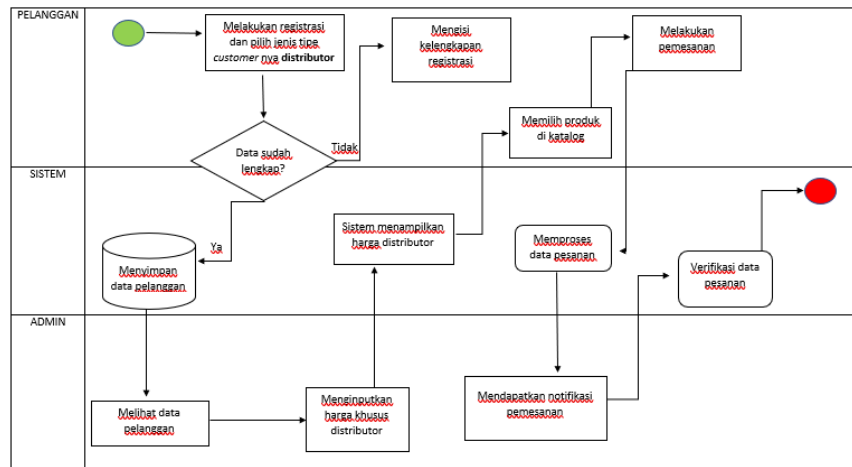 PELANGGAN
Melakukan registrasi
dan pilih jenis tipe
customer nya distributor
Mengisi
kelengkapan
registrasi
Melakukan
pemesanan
Memilih produk
di katalog
Data sudah
lengkap?
Tidak
SISTEM
Ya
Menyimpan
data pelanggan
Sistem menampilkan
harga distributor
Memproses
data pesanan
Verifikasi data
pesanan
ADMIN
Melihat data
pelanggan
Menginputkan
harga khusus
distributor
Mendapatkan notifikasi
pemesanan